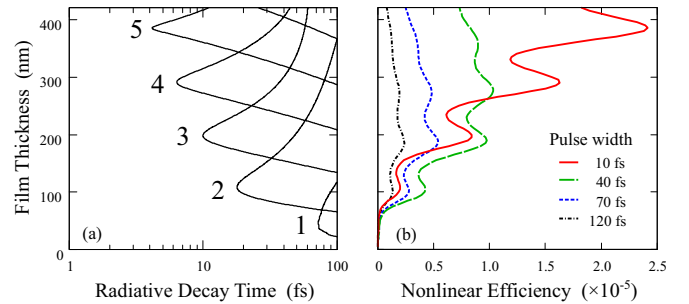 400
300
200
100
0
Film Thickness (nm)
5
4
3
2
1
(a)
1
10
100
Radiative Decay Time (fs)
Pulse width
10 fs
40 fs
70 fs
120 fs
(b)
0
0.5
1.0
1.5
2.0
2.5
Nonlinear Efficiency (×10⁻⁵)